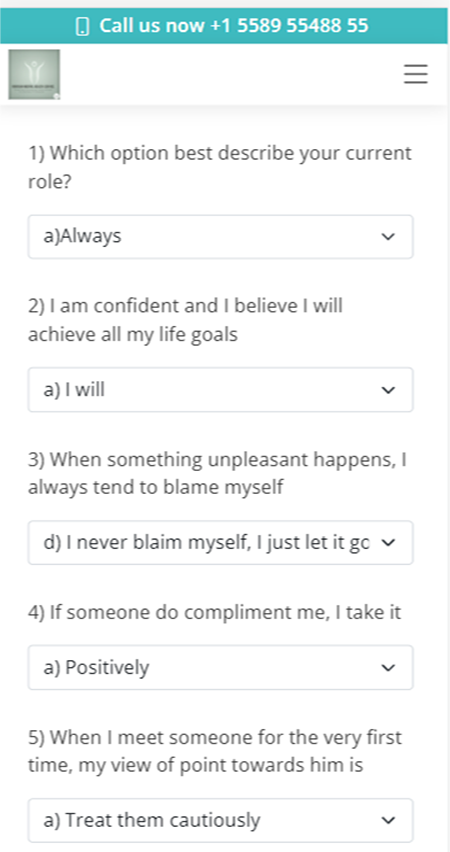 Call us now +1 5589 55488 55
1) Which option best describe your current
role?
a)Always
2) I am confident and I believe I will
achieve all my life goals
a) I will
3) When something unpleasant happens, I
always tend to blame myself
d) I never blaim myself, I just let it go
4) If someone do compliment me, I take it
a) Positively
5) When I meet someone for the very first
time, my view of point towards him is
a) Treat them cautiously